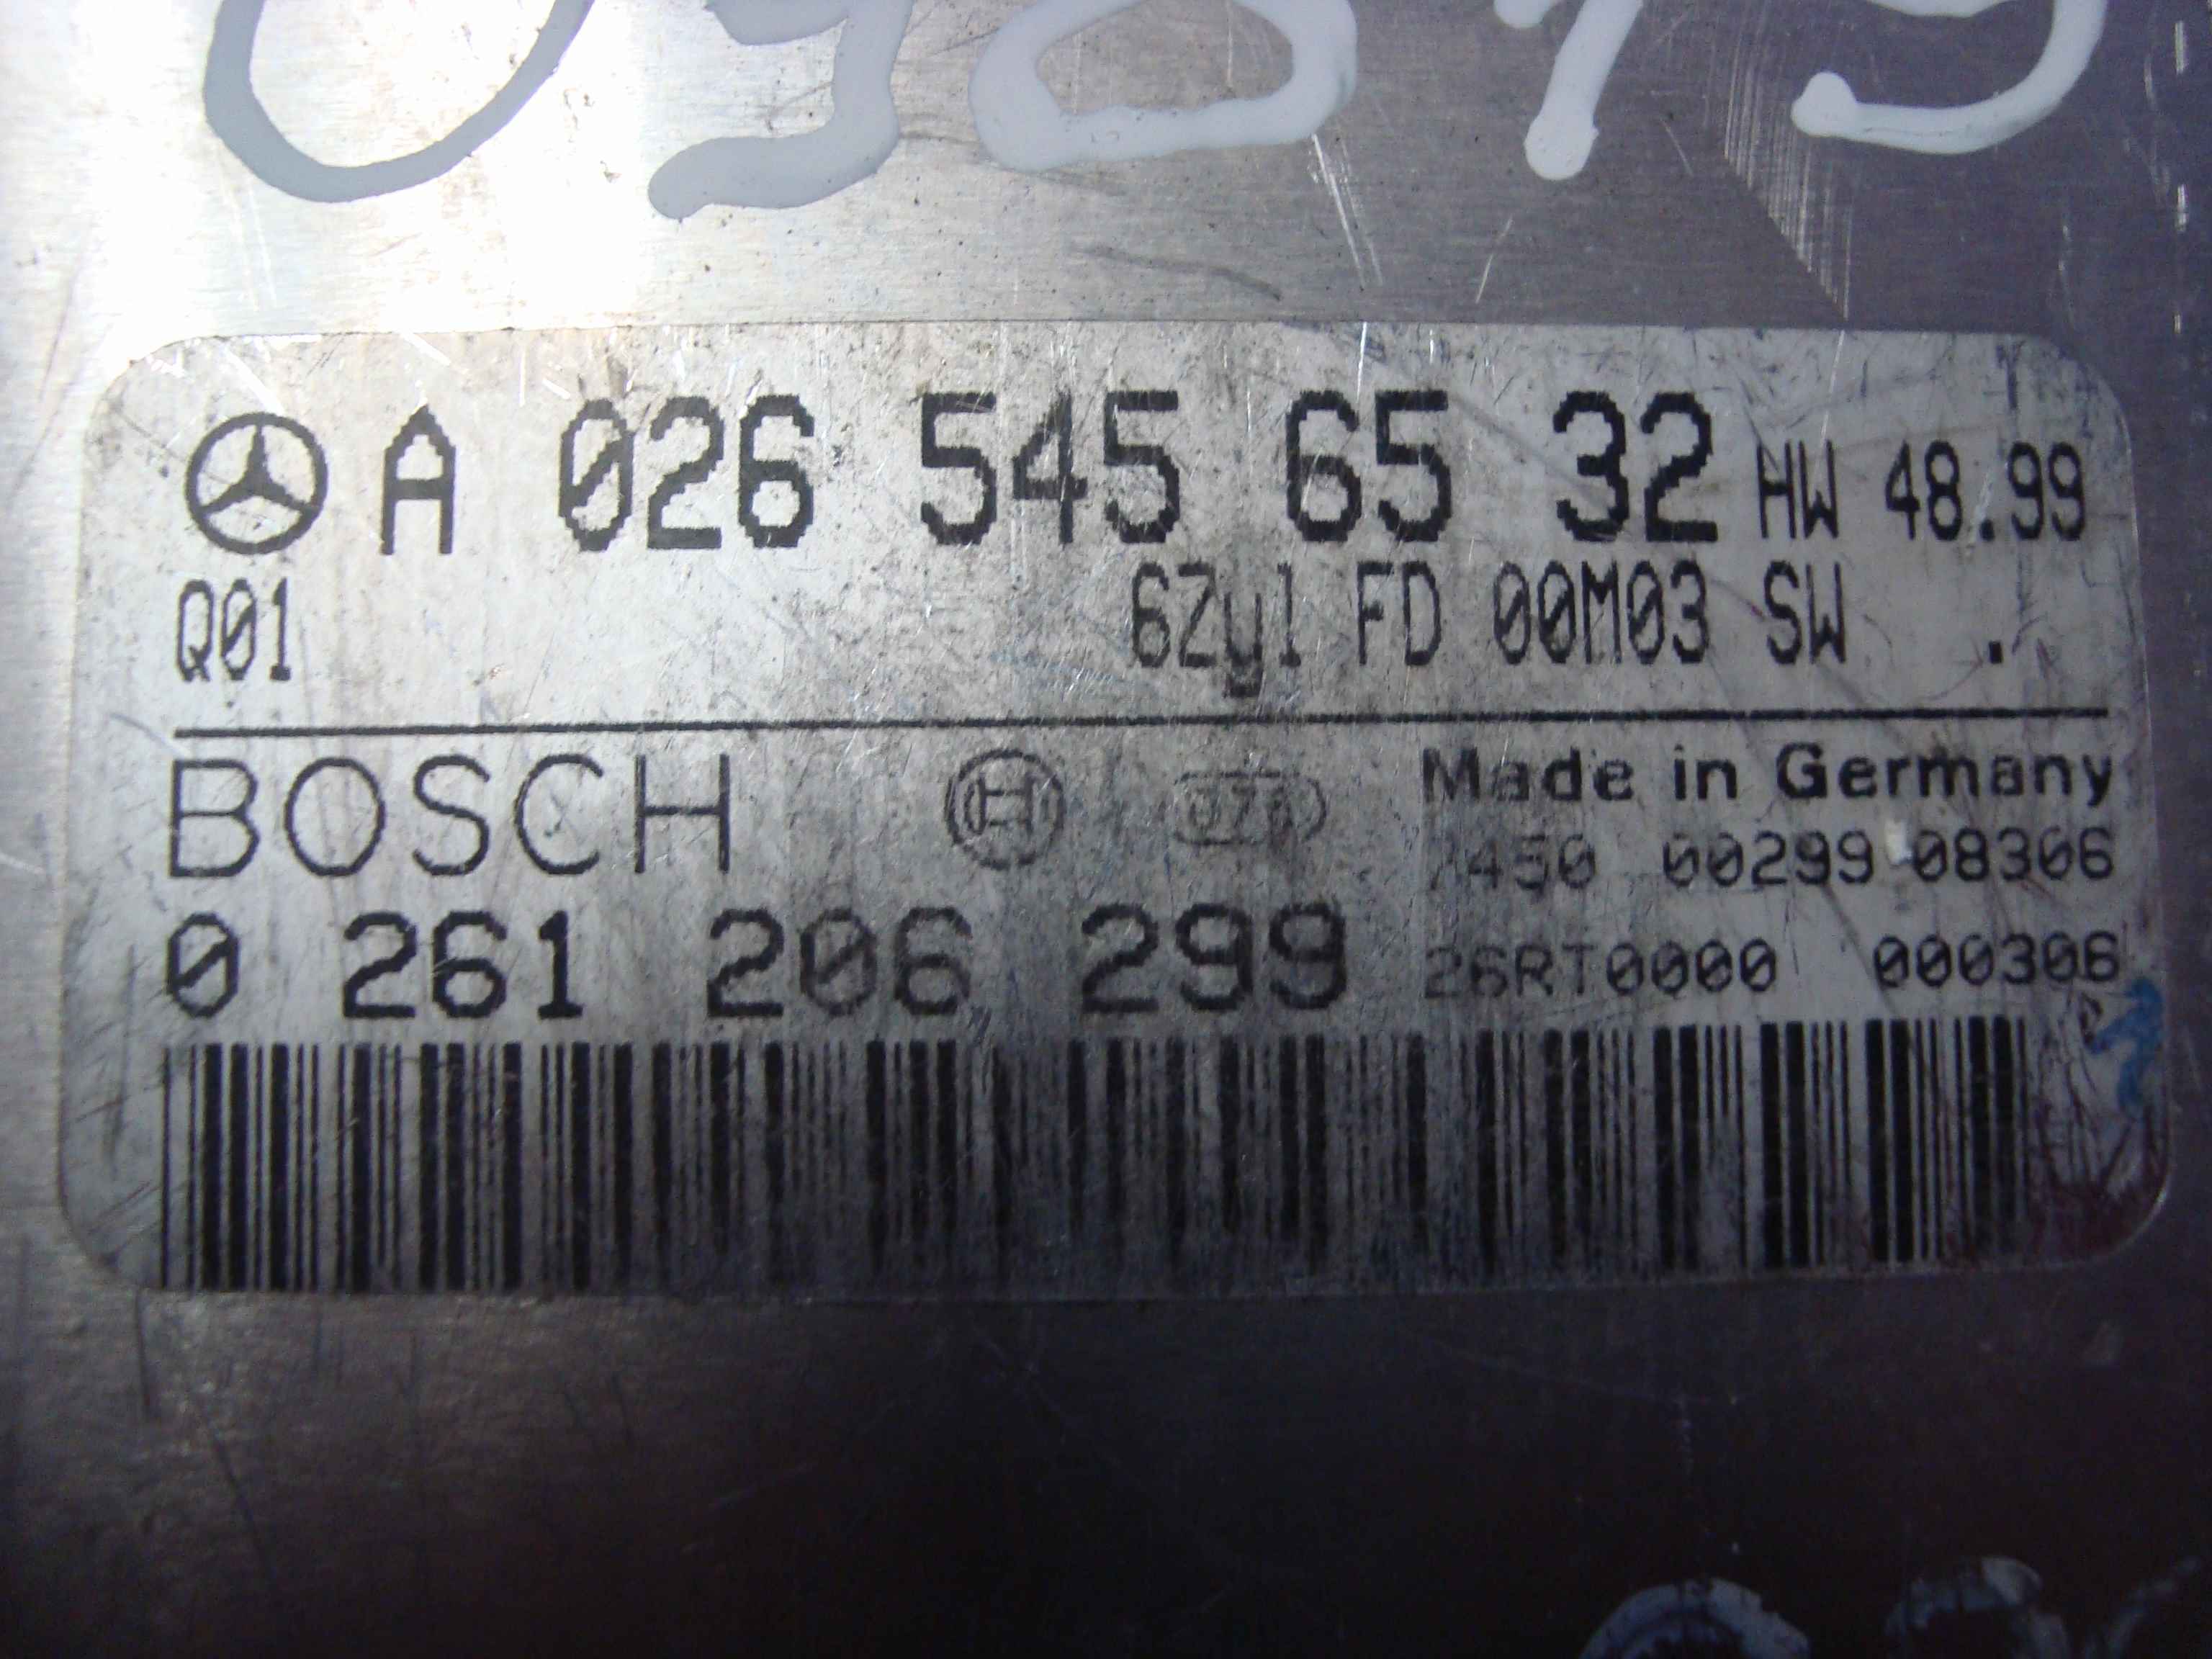 A 026 545 65 32 HW 48.99
Q01 6Zyl FD 00M03 SW .
BOSCH Made in Germany
00299 08306
0 261 206 299
26RT0000 000306